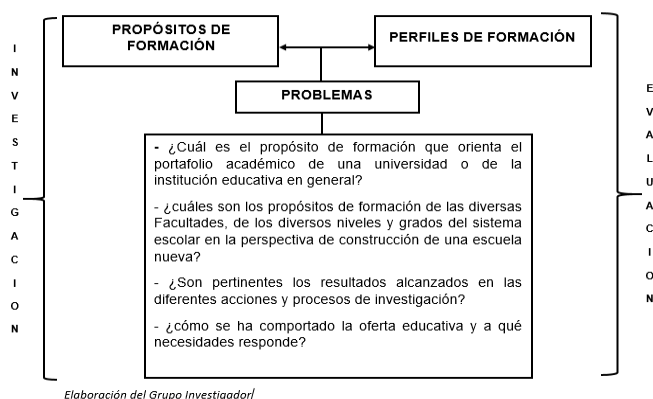 PROPÓSITOS DE
FORMACIÓN
PERFILES DE FORMACIÓN
PROBLEMAS
- ¿Cuál es el propósito de formación que orienta el
portafolio académico de una universidad o de la
institución educativa en general?
- ¿cuáles son los propósitos de formación de las diversas
Facultades, de los diversos niveles y grados del sistema
escolar en la perspectiva de construcción de una escuela
nueva?
- ¿Son pertinentes los resultados alcanzados en las
diferentes acciones y procesos de investigación?
- ¿cómo se ha comportado la oferta educativa y a qué
necesidades responde?
INVESTIGACION
EVALUACION
Elaboración del Grupo Investigador